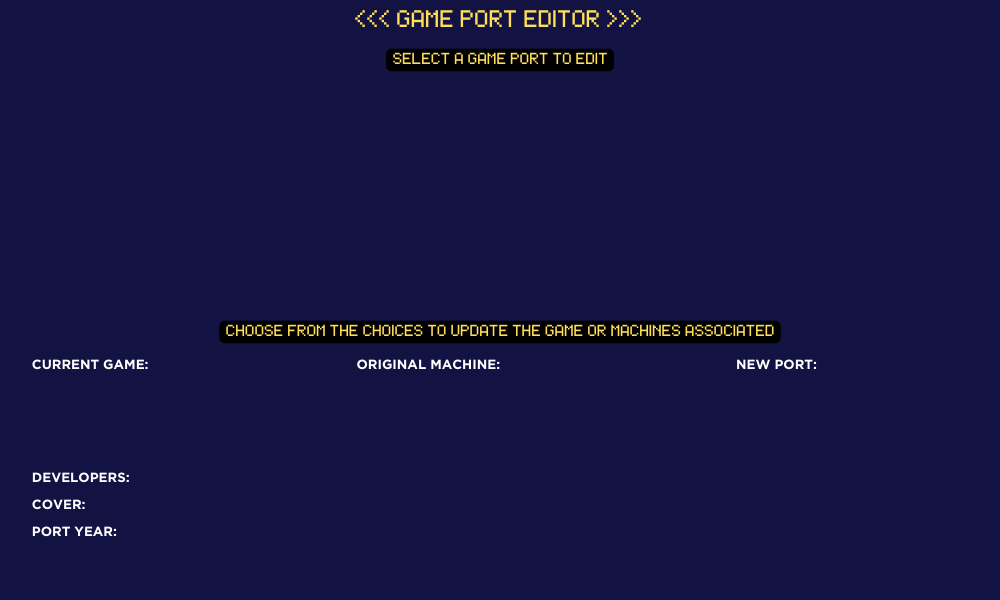 <<< GAME PORT EDITOR >>>
SELECT A GAME PORT TO EDIT
CHOOSE FROM THE CHOICES TO UPDATE THE GAME OR MACHINES ASSOCIATED
CURRENT GAME: ORIGINAL MACHINE: NEW PORT:
DEVELOPERS:
COVER:
PORT YEAR: